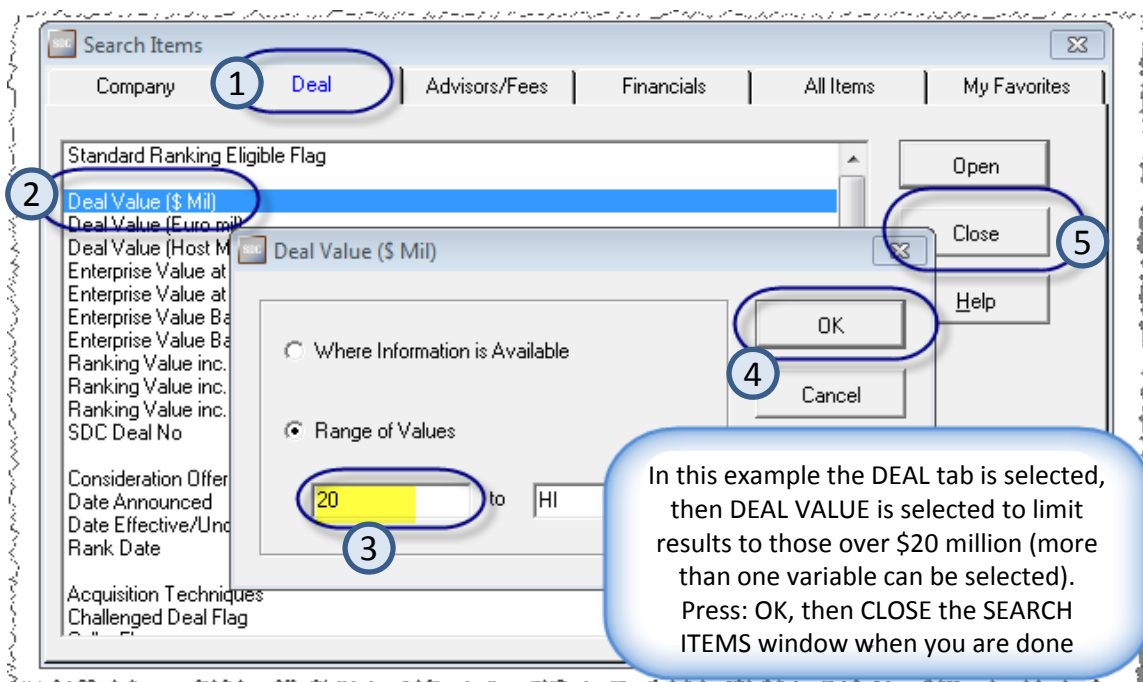 Search Items
Company
1
Deal
Advisors/Fees
Financials
All Items
My Favorites
Standard Ranking Eligible Flag
2
Deal Value ($ Mil)
Deal Value (Euro mil)
Deal Value (Host M
Enterprise Value at
Enterprise Value at
Enterprise Value Ba
Enterprise Value Ba
Ranking Value inc.
Ranking Value inc.
Ranking Value inc.
SDC Deal No
Consideration Offer
Date Announced
Date Effective/Unc
Rank Date
Acquisition Techniques
Challenged Deal Flag
Open
Close
5
Help
SDC Deal Value ($ Mil)
Where Information is Available
Range of Values
20 to HI
3
OK
4
Cancel
In this example the DEAL tab is selected,
then DEAL VALUE is selected to limit
results to those over $20 million (more
than one variable can be selected).
Press: OK, then CLOSE the SEARCH
ITEMS window when you are done